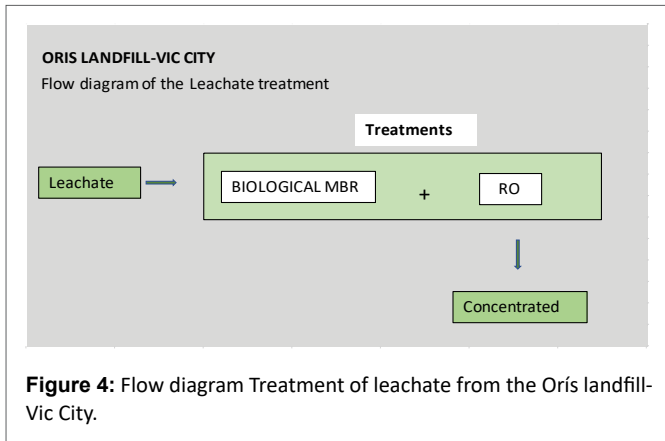 ORIS LANDFILL-VIC CITY
Flow diagram of the Leachate treatment
Treatments
Leachate
BIOLOGICAL MBR
+
RO
Concentrated
Figure 4: Flow diagram Treatment of leachate from the Orís landfill-
Vic City.